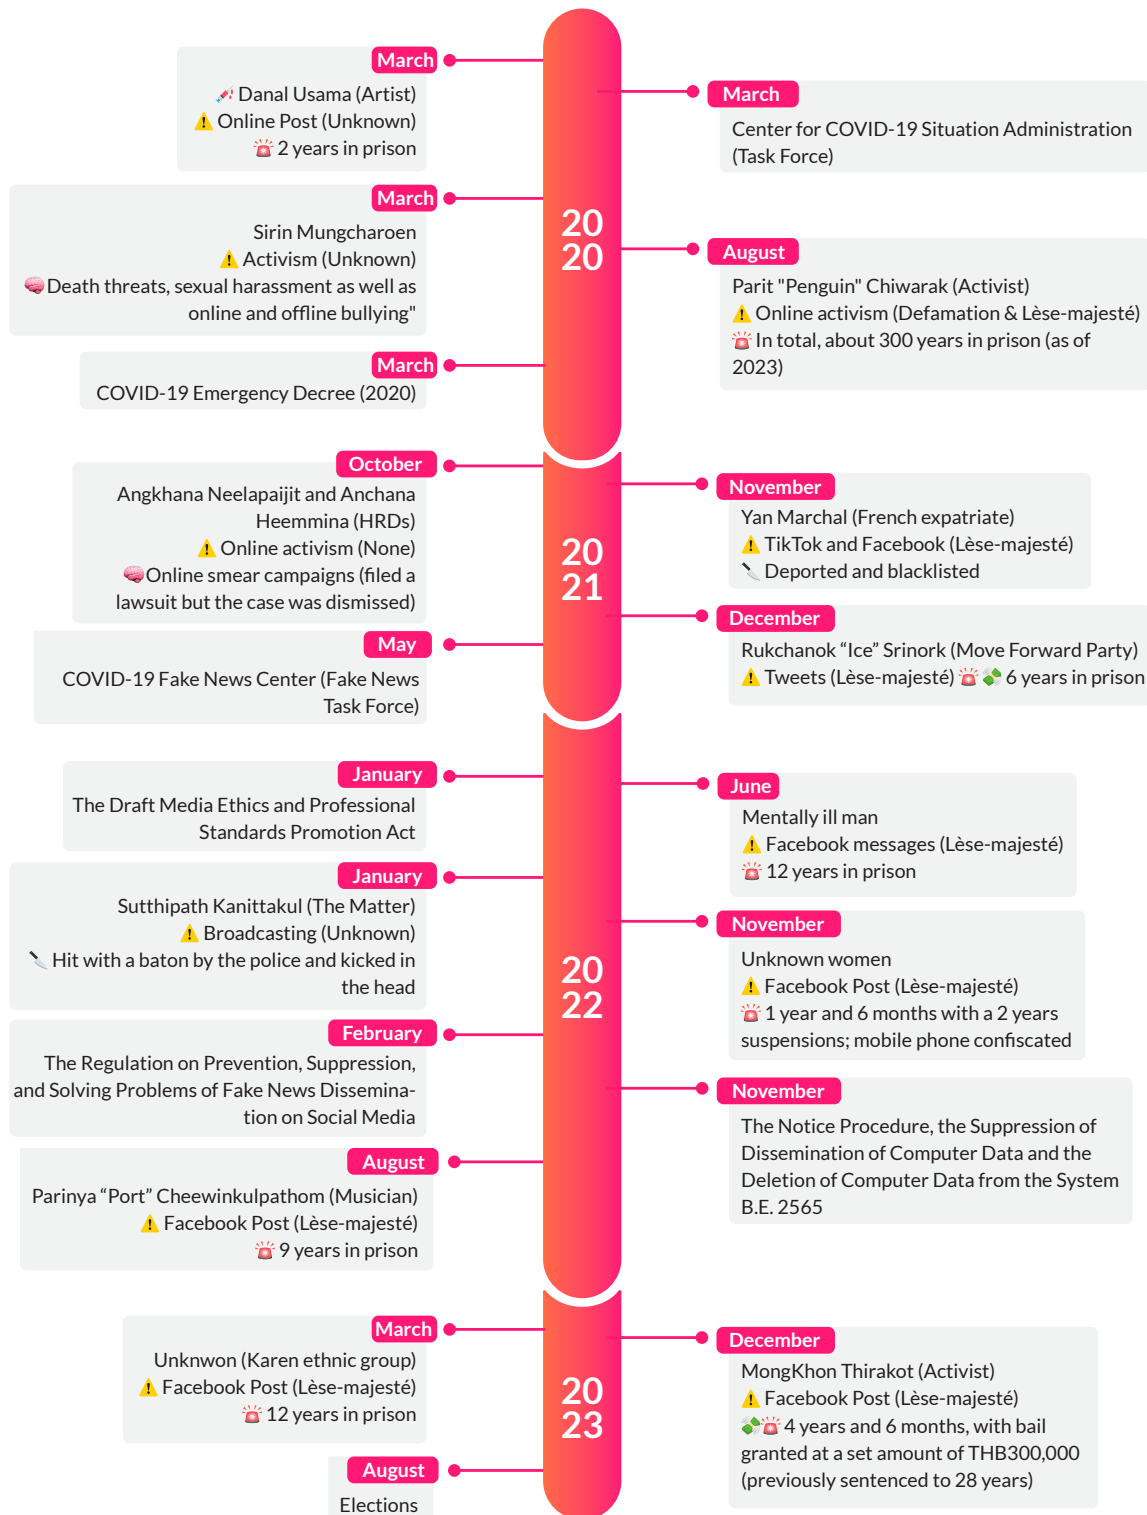 March
💉 Danal Usama (Artist)
⚠️ Online Post (Unknown)
🚨 2 years in prison
March
Center for COVID-19 Situation Administration
(Task Force)
March
Sirin Mungcharoen
⚠️ Activism (Unknown)
🧠Death threats, sexual harassment as well as
online and offline bullying"
20
20
August
Parit "Penguin" Chiwarak (Activist)
⚠️ Online activism (Defamation & Lèse-majesté)
🚨 In total, about 300 years in prison (as of
2023)
March
COVID-19 Emergency Decree (2020)
October
Angkhana Neelapaijit and Anchana
Heemmina (HRDs)
⚠️ Online activism (None)
🧠Online smear campaigns (filed a
lawsuit but the case was dismissed)
November
Yan Marchal (French expatriate)
⚠️ TikTok and Facebook (Lèse-majesté)
🔪 Deported and blacklisted
20
21
May
COVID-19 Fake News Center (Fake News
Task Force)
December
Rukchanok “Ice” Srinork (Move Forward Party)
⚠️ Tweets (Lèse-majesté) 🚨💸 6 years in prison
January
The Draft Media Ethics and Professional
Standards Promotion Act
June
Mentally ill man
⚠️ Facebook messages (Lèse-majesté)
🚨 12 years in prison
January
Sutthipath Kanittakul (The Matter)
⚠️ Broadcasting (Unknown)
🔪 Hit with a baton by the police and kicked in
the head
November
Unknown women
⚠️ Facebook Post (Lèse-majesté)
🚨 1 year and 6 months with a 2 years
suspensions; mobile phone confiscated
20
22
February
The Regulation on Prevention, Suppression,
and Solving Problems of Fake News Dissemina-
tion on Social Media
November
The Notice Procedure, the Suppression of
Dissemination of Computer Data and the
Deletion of Computer Data from the System
B.E. 2565
August
Parinya “Port” Cheewinkulpathom (Musician)
⚠️ Facebook Post (Lèse-majesté)
🚨 9 years in prison
March
Unknwon (Karen ethnic group)
⚠️ Facebook Post (Lèse-majesté)
🚨 12 years in prison
20
23
December
MongKhon Thirakot (Activist)
⚠️ Facebook Post (Lèse-majesté)
💸🚨 4 years and 6 months, with bail
granted at a set amount of THB300,000
(previously sentenced to 28 years)
August
Elections